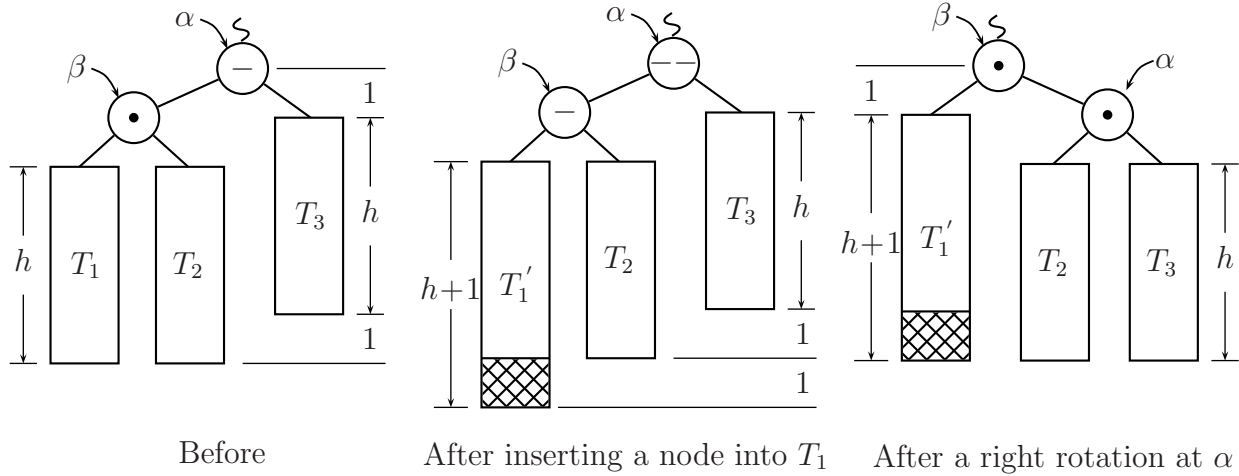 α
β
−
1
T₃
h
h
T₁
T₂
1
Before
α
β
−−
−
T₃
h
h+1
T₁′
T₂
1
1
After inserting a node into T₁
β
α
1
h+1
T₁′
T₂
T₃
h
After a right rotation at α